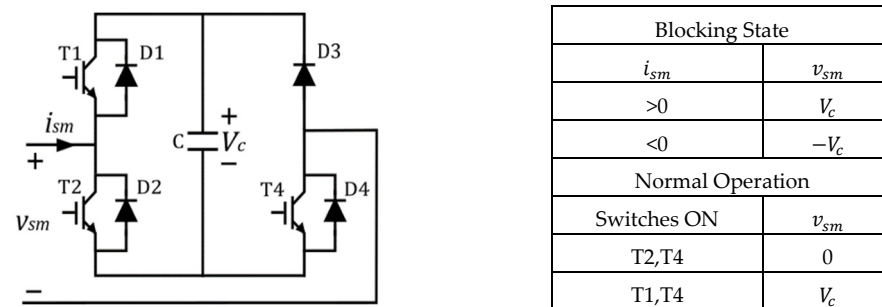 T1
D1
D3
i_sm
+
C
+
V_c
−
T2
D2
T4
D4
v_sm
−
Blocking State
i_sm v_sm
>0 V_c
<0 −V_c
Normal Operation
Switches ON v_sm
T2,T4 0
T1,T4 V_c